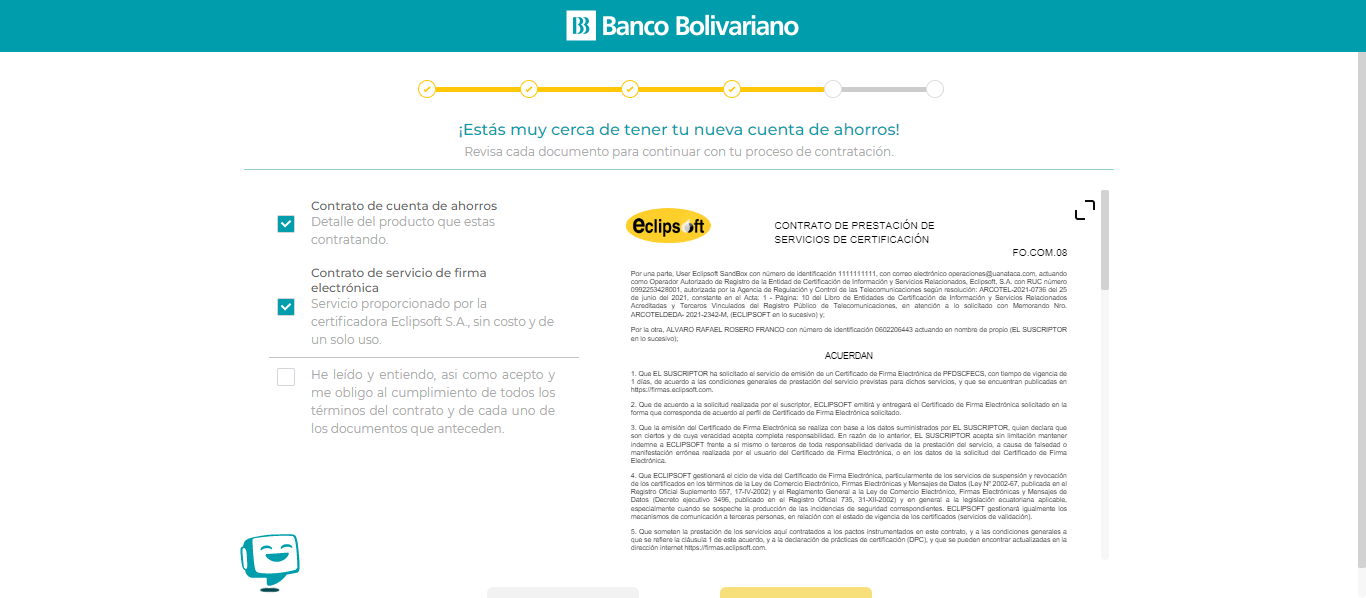 Banco Bolivariano
¡Estás muy cerca de tener tu nueva cuenta de ahorros!
Revisa cada documento para continuar con tu proceso de contratación.
Contrato de cuenta de ahorros
Detalle del producto que estas
contratando.
Contrato de servicio de firma
electrónica
Servicio proporcionado por la
certificadora Eclipsoft S.A., sin costo y de
un solo uso.
He leído y entiendo, asi como acepto y
me obligo al cumplimiento de todos los
términos del contrato y de cada uno de
los documentos que anteceden.
eclipsoft
CONTRATO DE PRESTACIÓN DE
SERVICIOS DE CERTIFICACIÓN
FO.COM.08
Por una parte, User Eclipsoft SandBox con número de identificación 1111111111, con correo electrónico operaciones@uanataca.com, actuando
como Operador Autorizado de Registro de la Entidad de Certificación de Información y Servicios Relacionados, Eclipsoft, S.A. con RUC número
0992253428001, autorizada por la Agencia de Regulación y Control de las Telecomunicaciones según resolución: ARCOTEL-2021-0736 del 25
de junio del 2021, constante en el Acta: 1 - Página: 10 del Libro de Entidades de Certificación de Información y Servicios Relacionados
Acreditadas y Terceros Vinculados del Registro Público de Telecomunicaciones, en atención a lo solicitado con Memorando Nro.
ARCOTELDEDA- 2021-2342-M, (ECLIPSOFT en lo sucesivo) y,
Por la otra, ALVARO RAFAEL ROSERO FRANCO con número de identificación 0602206443 actuando en nombre de propio (EL SUSCRIPTOR
en lo sucesivo);
ACUERDAN
1. Que EL SUSCRIPTOR ha solicitado el servicio de emisión de un Certificado de Firma Electrónica de PFDSCFECS, con tiempo de vigencia de
1 días, de acuerdo a las condiciones generales de prestación del servicio previstas para dichos servicios, y que se encuentran publicadas en
https://firmas.eclipsoft.com.
2. Que de acuerdo a la solicitud realizada por el suscriptor, ECLIPSOFT emitirá y entregará el Certificado de Firma Electrónica solicitado en la
forma que corresponda de acuerdo al perfil de Certificado de Firma Electrónica solicitado.
3. Que la emisión del Certificado de Firma Electrónica se realiza con base a los datos suministrados por EL SUSCRIPTOR, quien declara que
son ciertos y de cuya veracidad acepta completa responsabilidad. En razón de lo anterior, EL SUSCRIPTOR acepta sin limitación mantener
indemne a ECLIPSOFT frente a sí mismo o terceros de toda responsabilidad derivada de la prestación del servicio, a causa de falsedad o
manifestación errónea realizada por el usuario del Certificado de Firma Electrónica, o en los datos de la solicitud del Certificado de Firma
Electrónica.
4. Que ECLIPSOFT gestionará el ciclo de vida del Certificado de Firma Electrónica, particularmente de los servicios de suspensión y revocación
de los certificados en los términos de la Ley de Comercio Electrónico, Firmas Electrónicas y Mensajes de Datos (Ley Nº 2002-67, publicada en el
Registro Oficial Suplemento 557, 17-IV-2002) y el Reglamento General a la Ley de Comercio Electrónico, Firmas Electrónicas y Mensajes de
Datos (Decreto ejecutivo 3496, publicado en el Registro Oficial 735, 31-XII-2002) y en general a la legislación ecuatoriana aplicable,
especialmente cuando se sospeche la producción de las incidencias de seguridad correspondientes. ECLIPSOFT gestionará igualmente los
mecanismos de comunicación a terceras personas, en relación con el estado de vigencia de los certificados (servicios de validación).
5. Que someten la prestación de los servicios aquí contratados a los pactos instrumentados en este contrato, y a las condiciones generales a
que se refiere la cláusula 1 de este acuerdo, y a la declaración de prácticas de certificación (DPC), y que se pueden encontrar actualizadas en la
dirección internet https://firmas.eclipsoft.com.